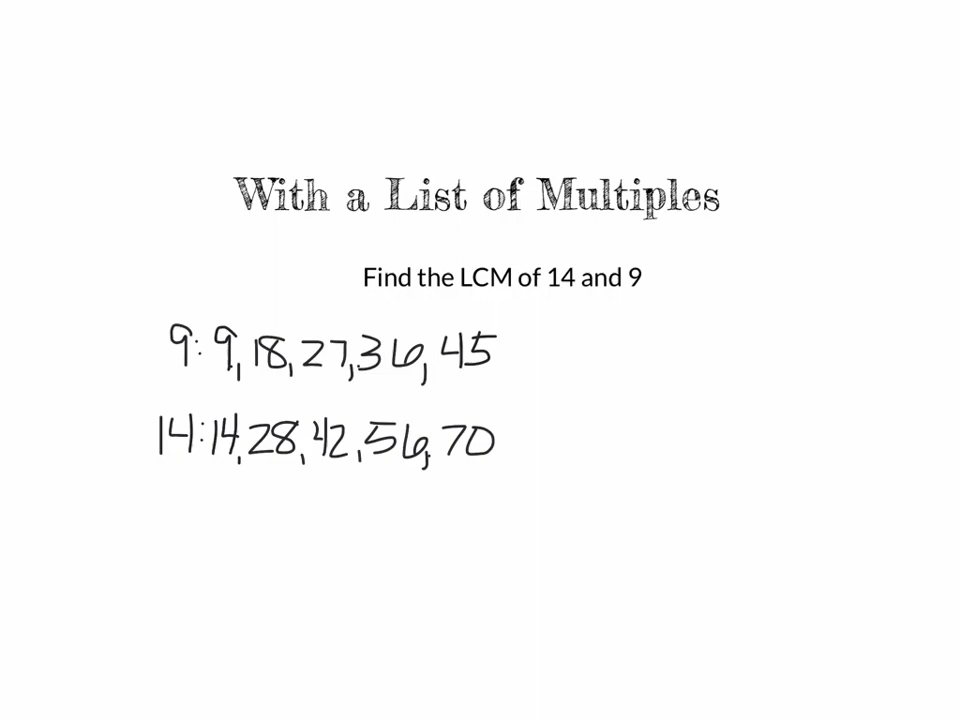 With a List of Multiples
Find the LCM of 14 and 9
9: 9, 18, 27, 36, 45
14: 14, 28, 42, 56, 70